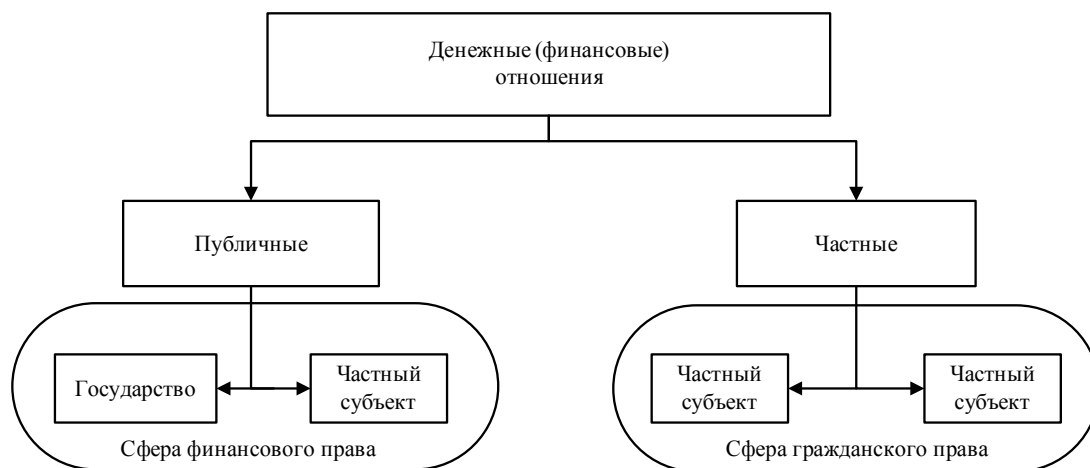 Денежные (финансовые)
отношения
Публичные
Частные
Государство
Частный
субъект
Частный
субъект
Частный
субъект
Сфера финансового права
Сфера гражданского права